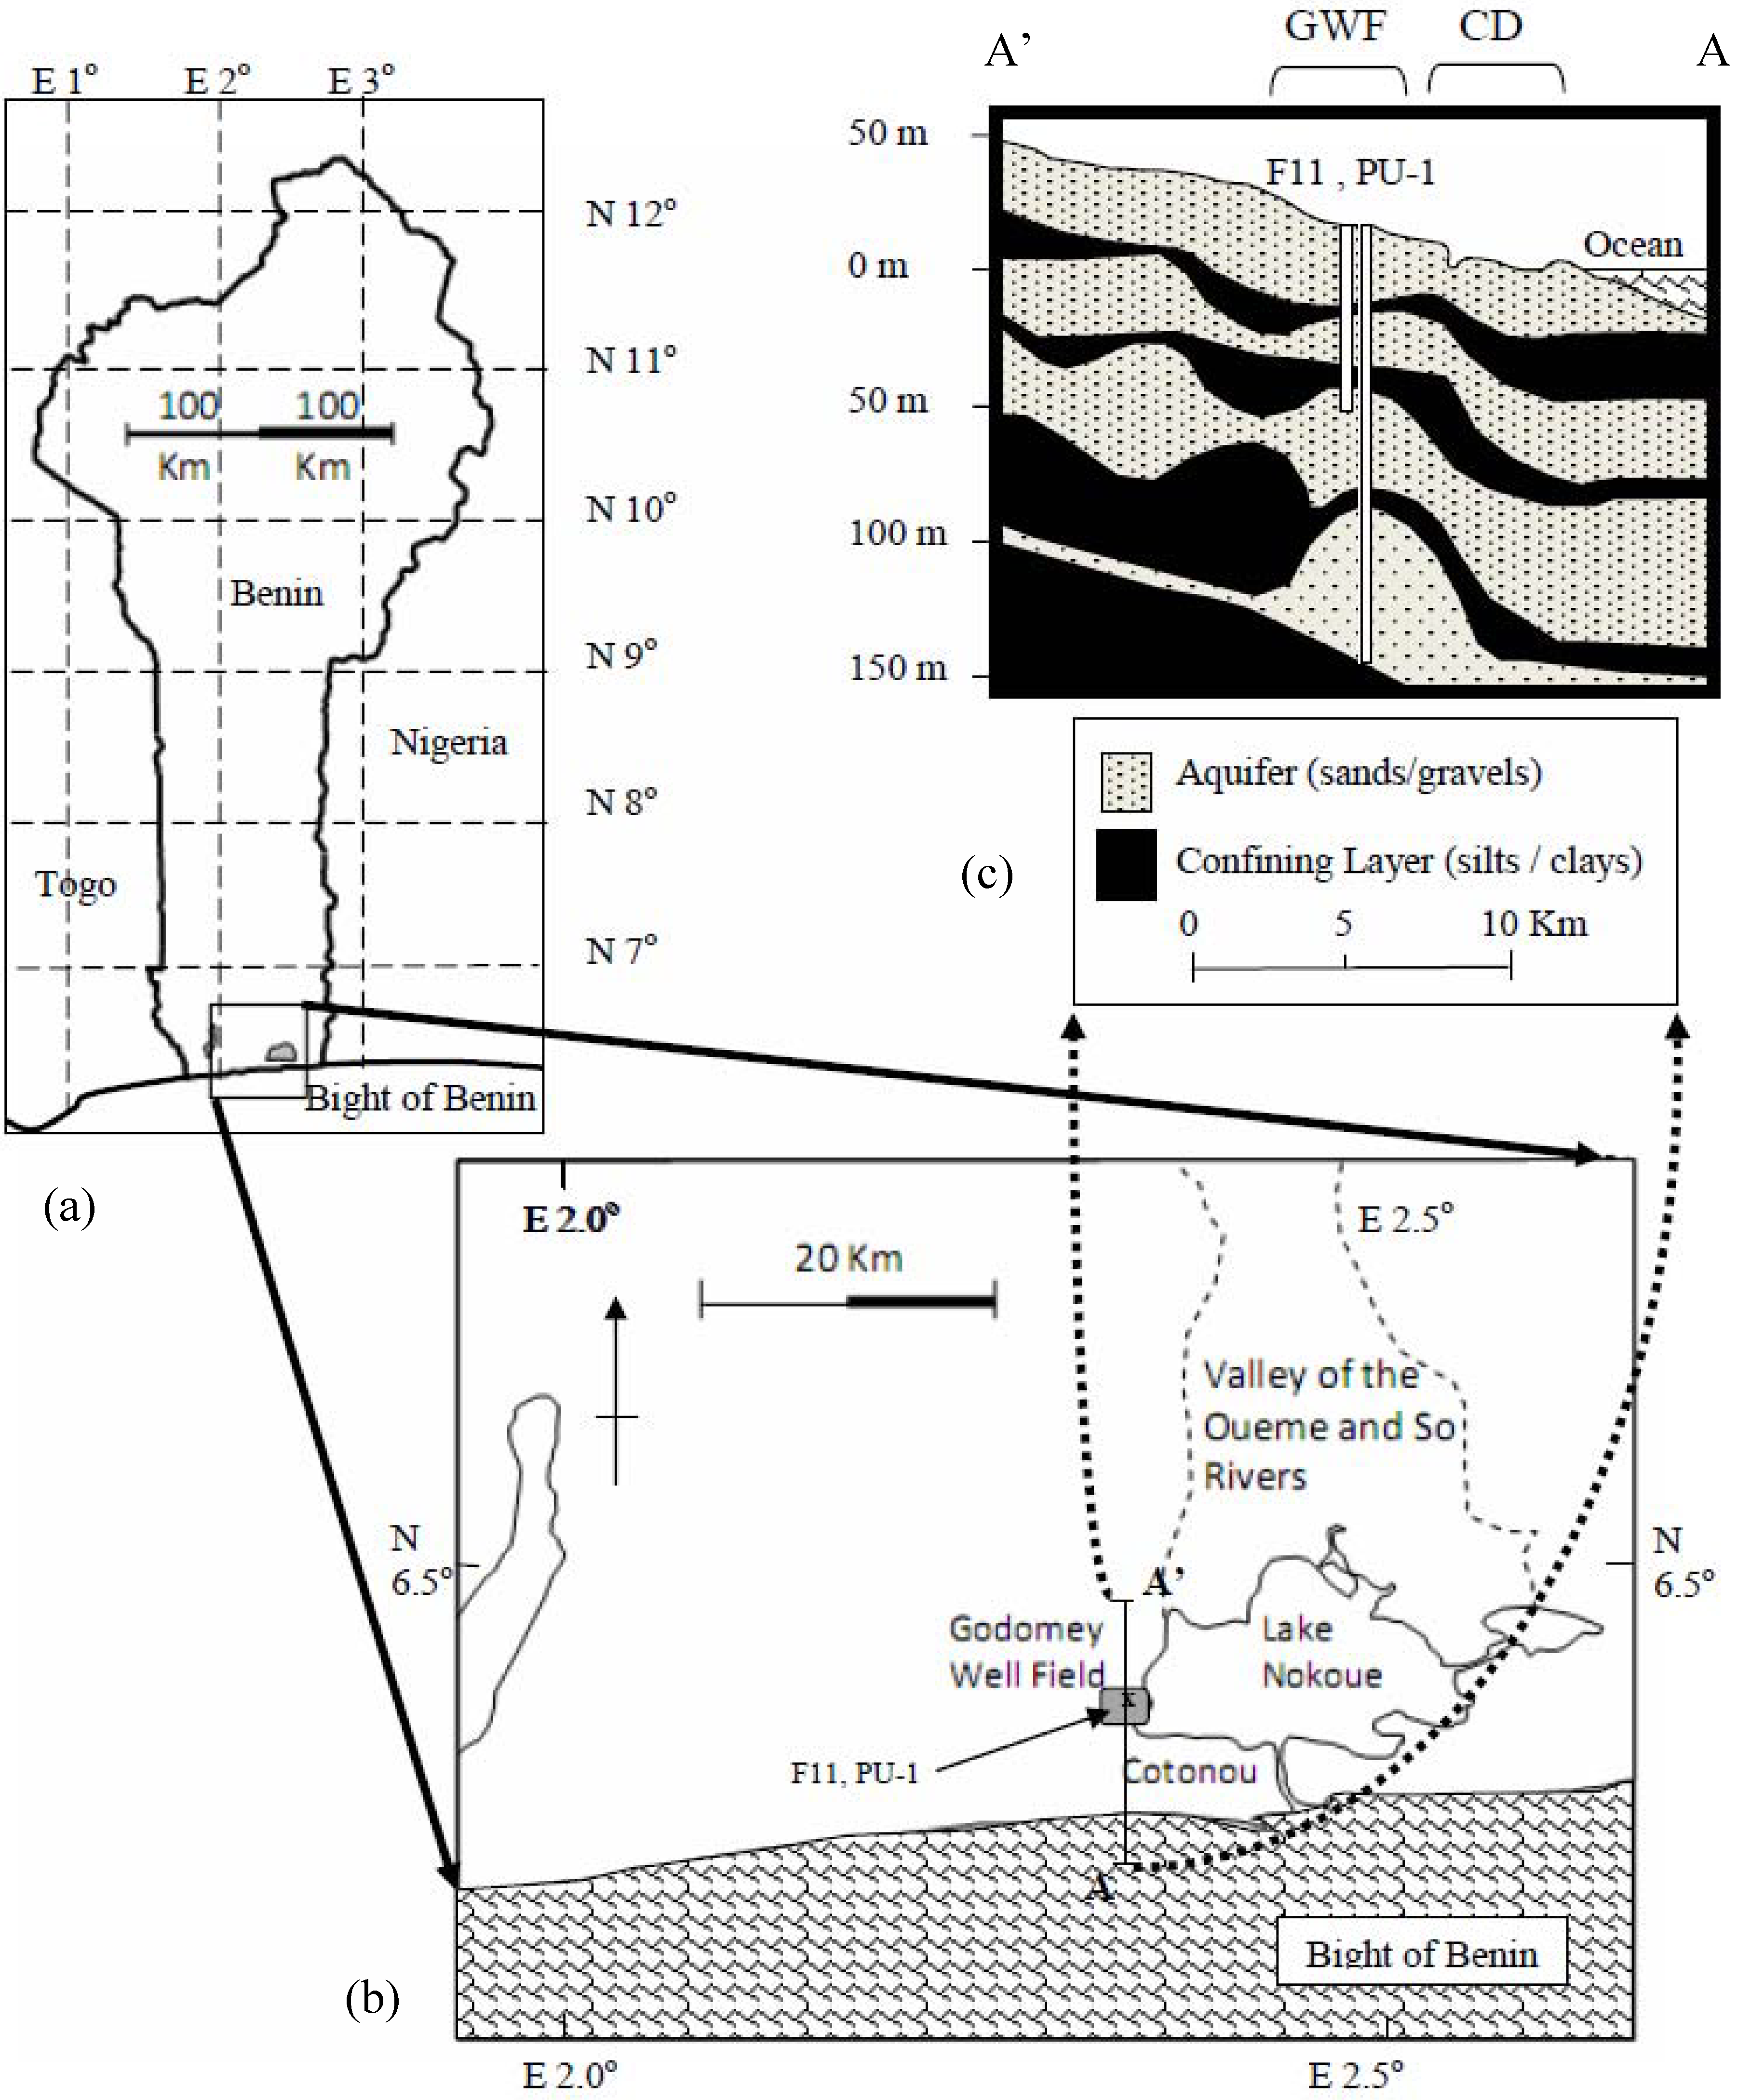 E 1° E 2° E 3°
N 12°
N 11°
100 100
Km Km
N 10°
Benin
N 9°
Nigeria
N 8°
Togo
N 7°
Bight of Benin
(a)
GWF CD
A’ A
50 m
F11 , PU-1
Ocean
0 m
50 m
100 m
150 m
Aquifer (sands/gravels)
Confining Layer (silts / clays)
(c)
0 5 10 Km
E 2.0° E 2.5°
20 Km
Valley of the
Oueme and So
Rivers
N
6.5°
N
6.5°
A’
Godomey
Well Field
Lake
Nokoue
x
F11, PU-1
Cotonou
A
Bight of Benin
(b)
E 2.0° E 2.5°